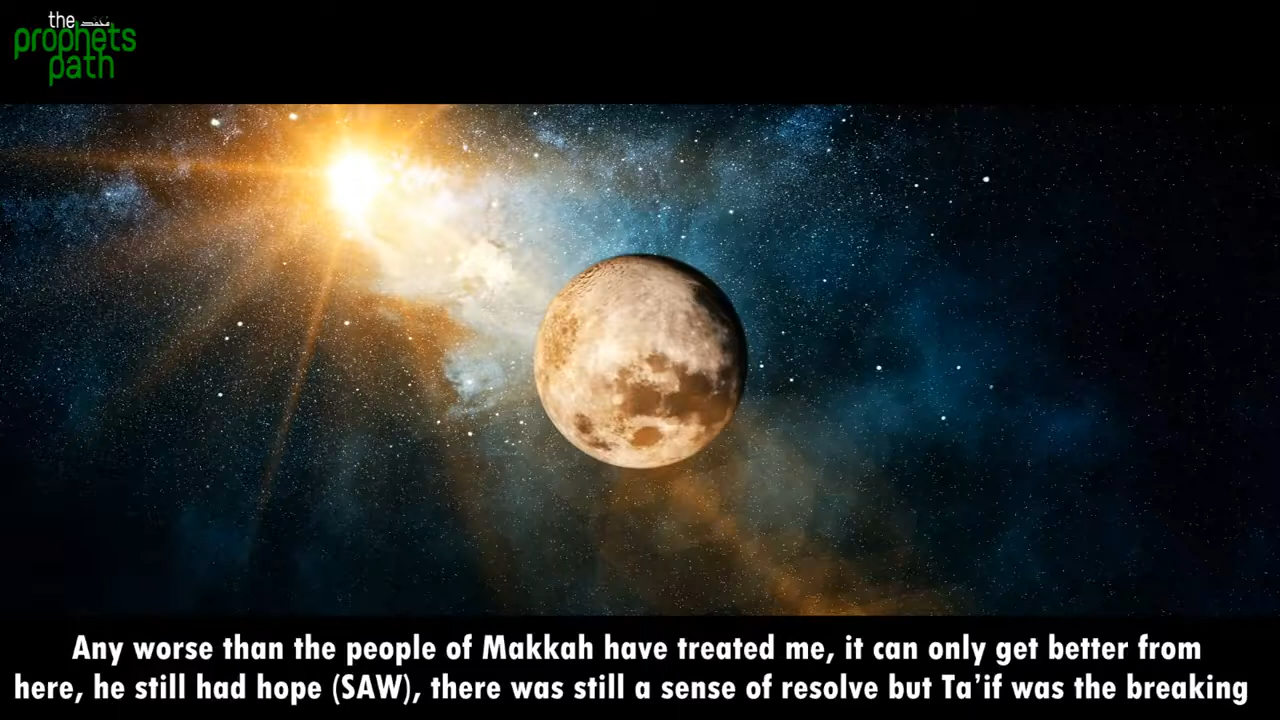 the محمد
prophets
path
Any worse than the people of Makkah have treated me, it can only get better from
here, he still had hope (SAW), there was still a sense of resolve but Ta’if was the breaking